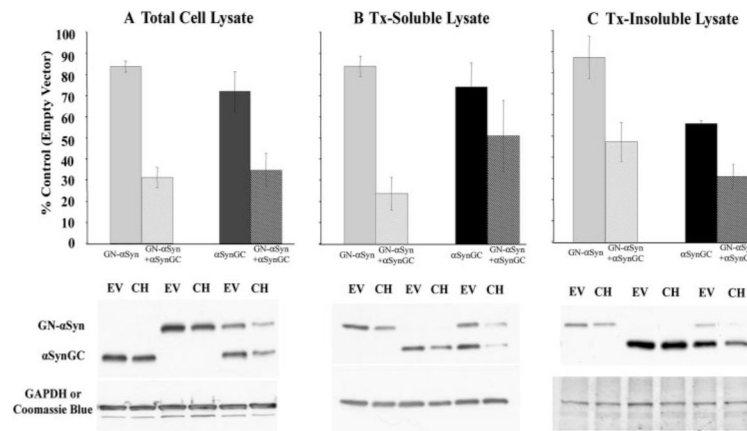 A Total Cell Lysate
B Tx-Soluble Lysate
C Tx-Insoluble Lysate
% Control (Empty Vector)
100
90
80
70
60
50
40
30
20
10
0
GN-αSyn
GN-αSyn
+αSynGC
αSynGC
GN-αSyn
+αSynGC
GN-αSyn
GN-αSyn
+αSynGC
αSynGC
GN-αSyn
+αSynGC
GN-αSyn
GN-αSyn
+αSynGC
αSynGC
GN-αSyn
+αSynGC
EV CH EV CH EV CH
EV CH EV CH EV CH
EV CH EV CH EV CH
GN-αSyn
αSynGC
GAPDH or
Coomassie Blue